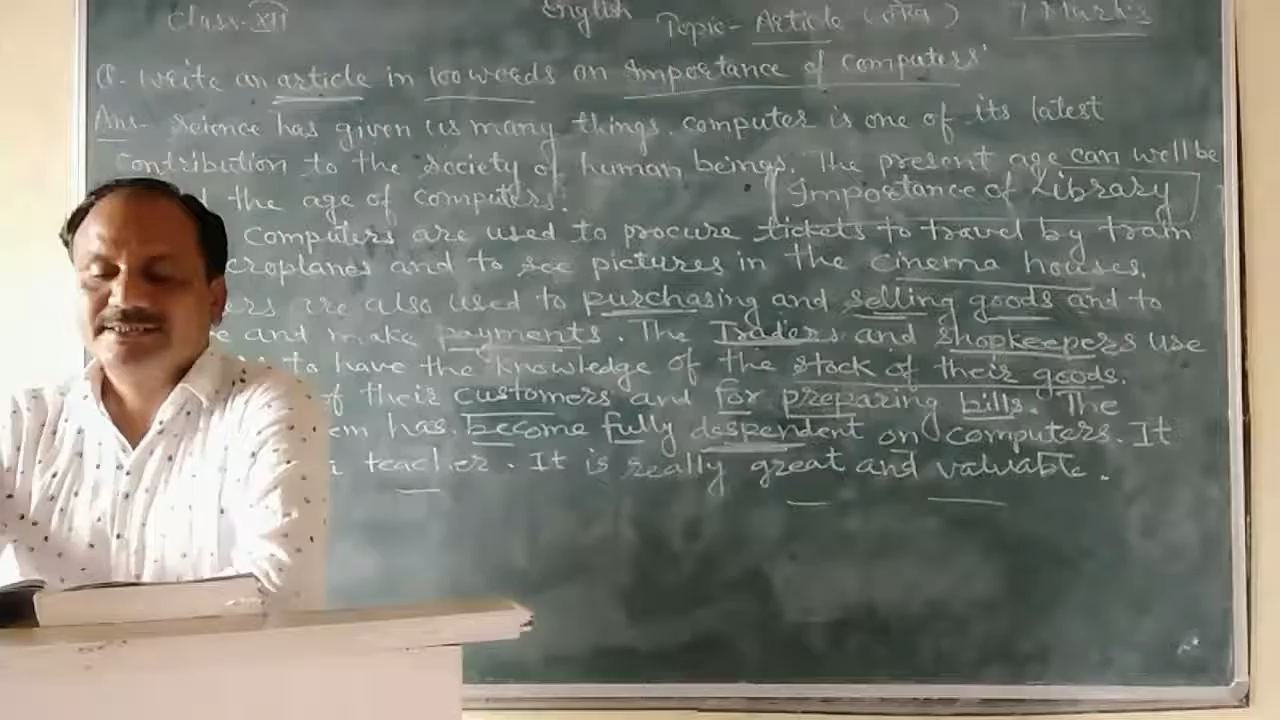 Class-XII English Topic-Article (लेख) 7 Marks
Q. Write an article in 100 words on Importance of computers'
Ans- Science has given us many things. computer is one of its latest
contribution to the society of human beings. The present age can well be
the age of computers.
Importance of Library
computers are used to procure tickets to travel by train
eroplanes and to see pictures in the cinema houses.
ers are also used to purchasing and selling goods and to
e and make payments. The Traders and shopkeepers use
to have the knowledge of the stock of their goods.
of their customers and for preparing bills. The
em has become fully despendent on computers. It
teacher. It is really great and valuable.